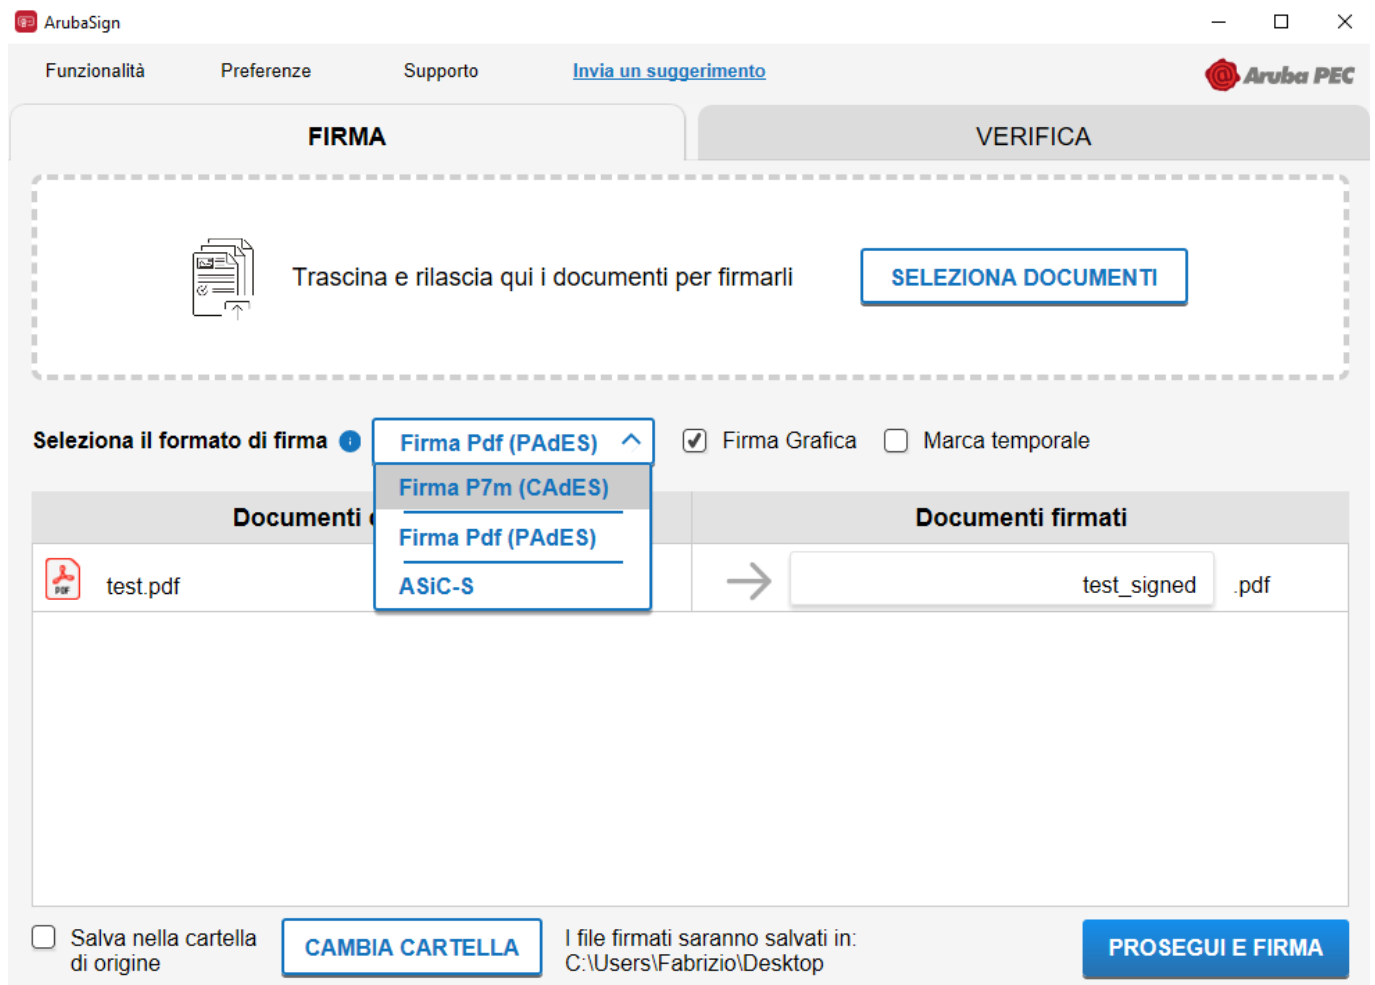 ArubaSign
Funzionalità Preferenze Supporto Invia un suggerimento Aruba PEC
FIRMA VERIFICA
Trascina e rilascia qui i documenti per firmarli SELEZIONA DOCUMENTI
Seleziona il formato di firma Firma Pdf (PAdES) Firma Grafica Marca temporale
Firma P7m (CAdES)
Documenti Documenti firmati
Firma Pdf (PAdES)
PDF test.pdf ASiC-S test_signed .pdf
Salva nella cartella
di origine
CAMBIA CARTELLA
I file firmati saranno salvati in:
C:\Users\Fabrizio\Desktop
PROSEGUI E FIRMA